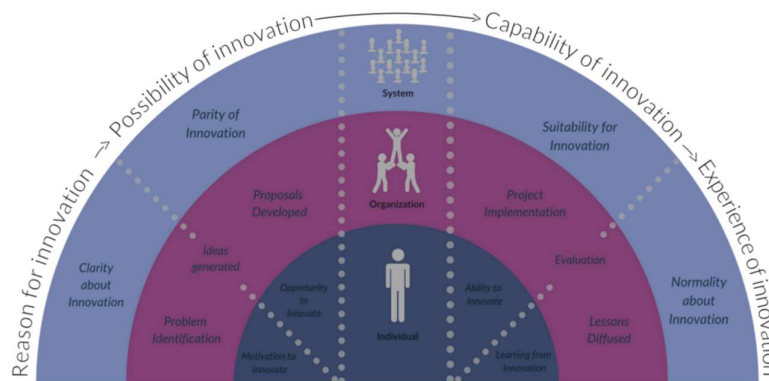 Reason for innovation
Possibility of innovation
Capability of innovation
Experience of innovation
System
Parity of
Innovation
Suitability for
Innovation
Clarity
about
Innovation
Normality
about
Innovation
Organization
Proposals
Developed
Project
Implementation
Ideas
generated
Evaluation
Problem
Identification
Lessons
Diffused
Individual
Opportunity
to
Innovate
Ability to
Innovate
Motivation to
Innovate
Learning from
Innovation